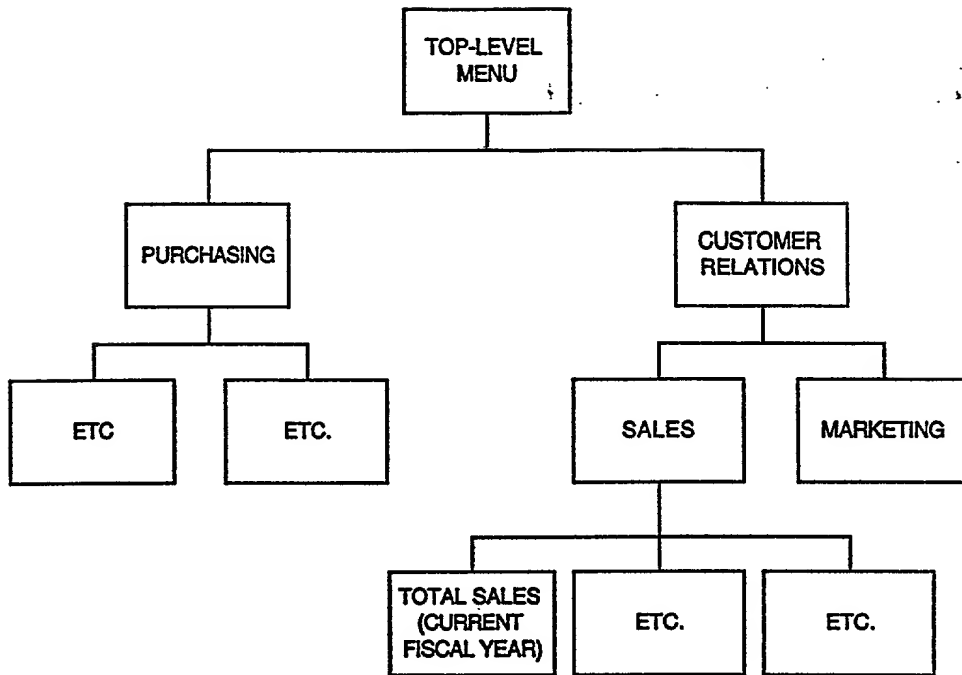 TOP-LEVEL
MENU
PURCHASING
CUSTOMER
RELATIONS
ETC
ETC.
SALES
MARKETING
TOTAL SALES
(CURRENT
FISCAL YEAR)
ETC.
ETC.